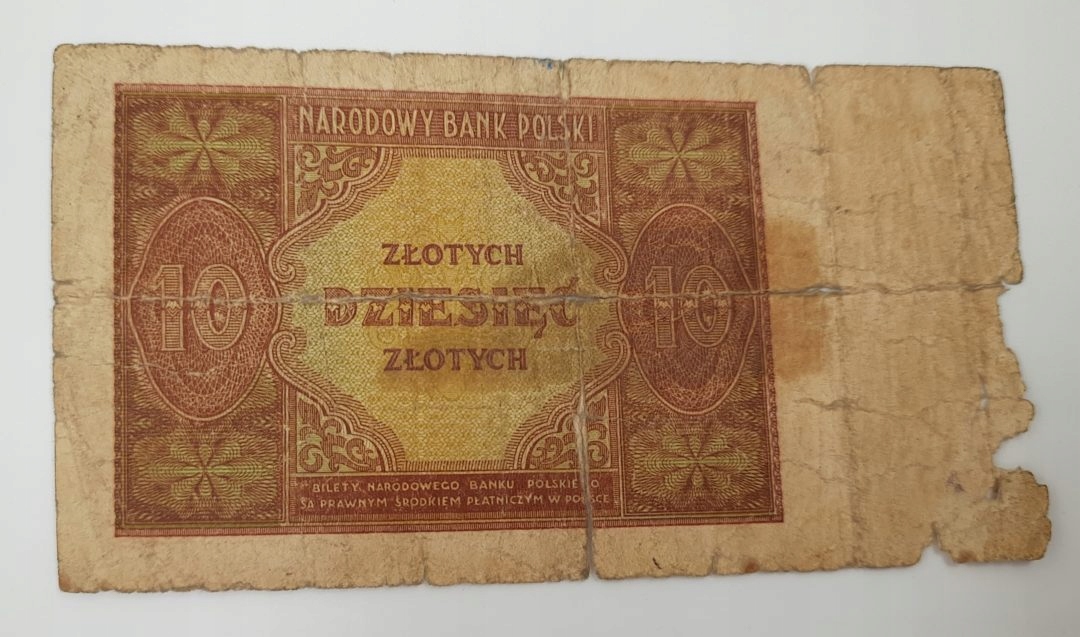 NARODOWY BANK POLSKI
ZŁOTYCH
10 DZIESIĘĆ 10
ZŁOTYCH
BILETY NARODOWEGO BANKU POLSKIEGO
SĄ PRAWNYM ŚRODKIEM PŁATNICZYM W POLSCE